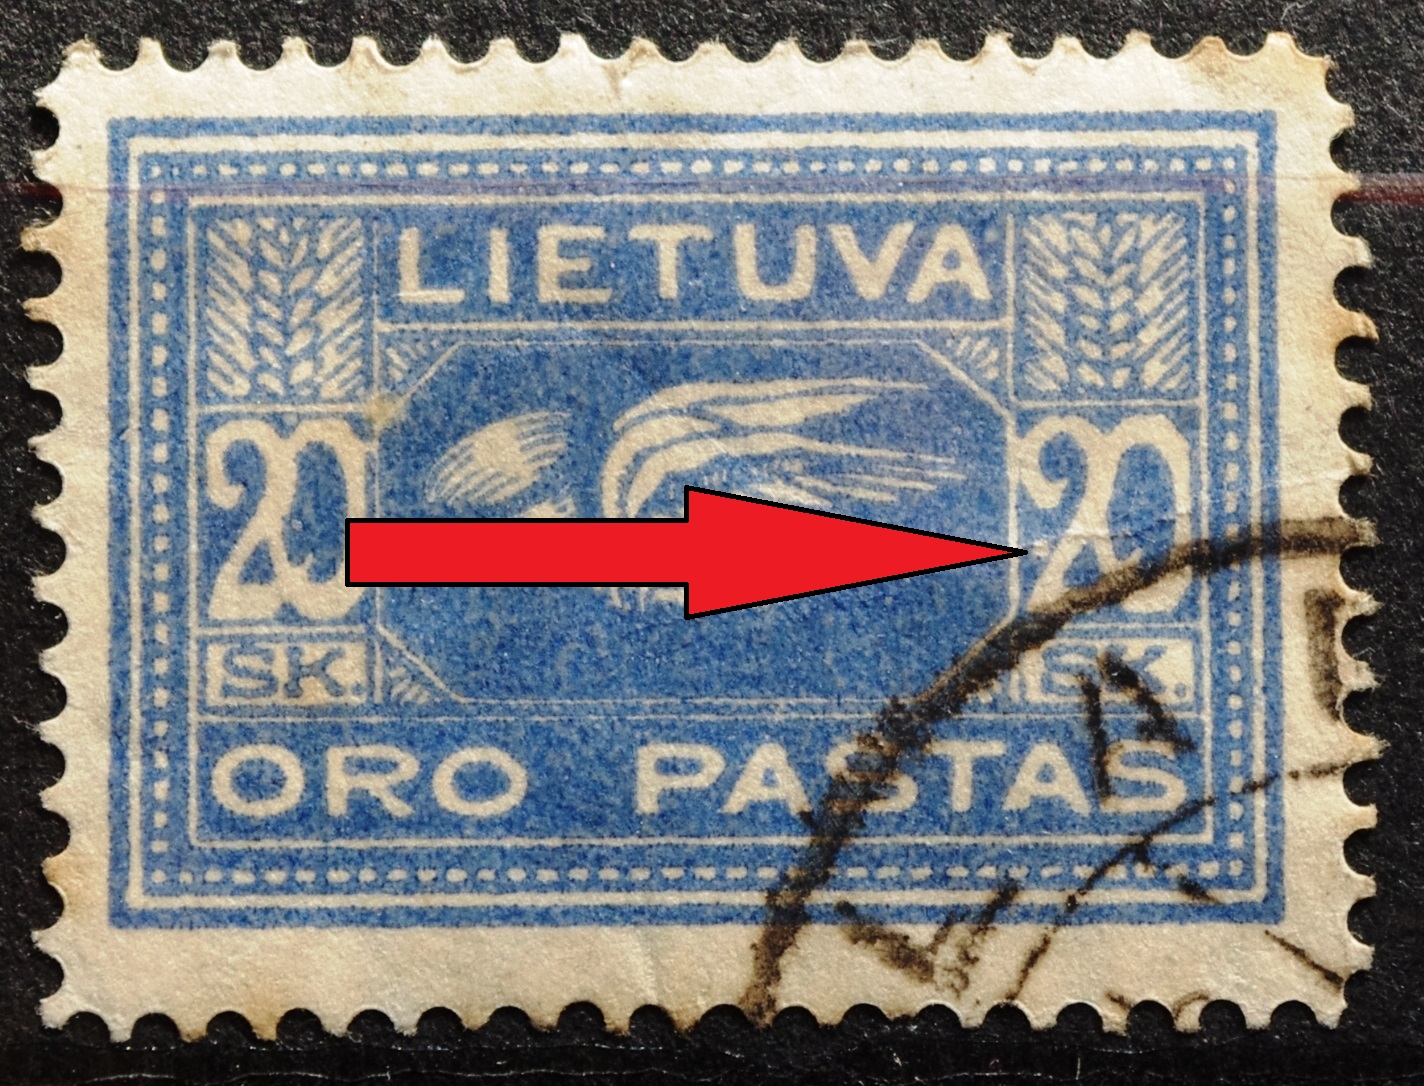 LIETUVA
20 20
SK. SK.
ORO PASTAS